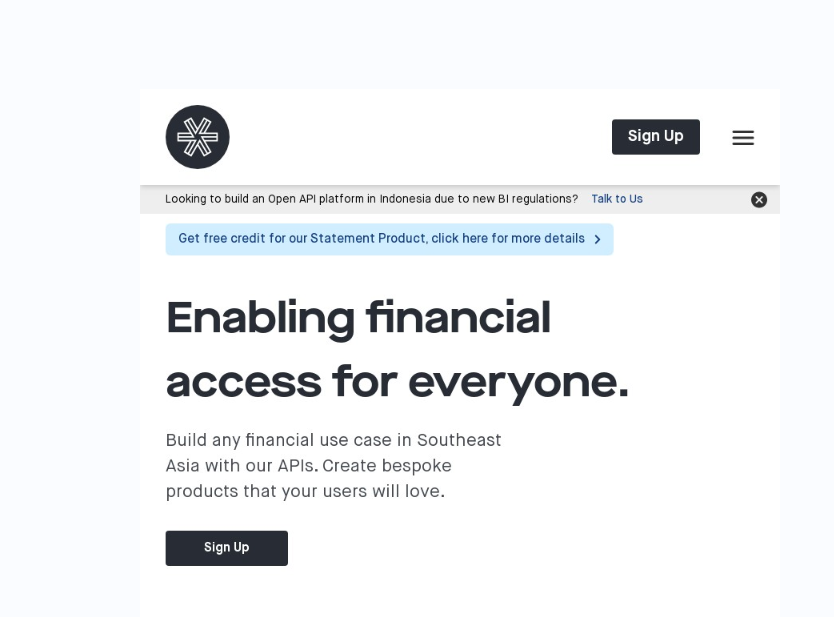 Sign Up
Looking to build an Open API platform in Indonesia due to new BI regulations? Talk to Us
Get free credit for our Statement Product, click here for more details
Enabling financial
access for everyone.
Build any financial use case in Southeast
Asia with our APIs. Create bespoke
products that your users will love.
Sign Up